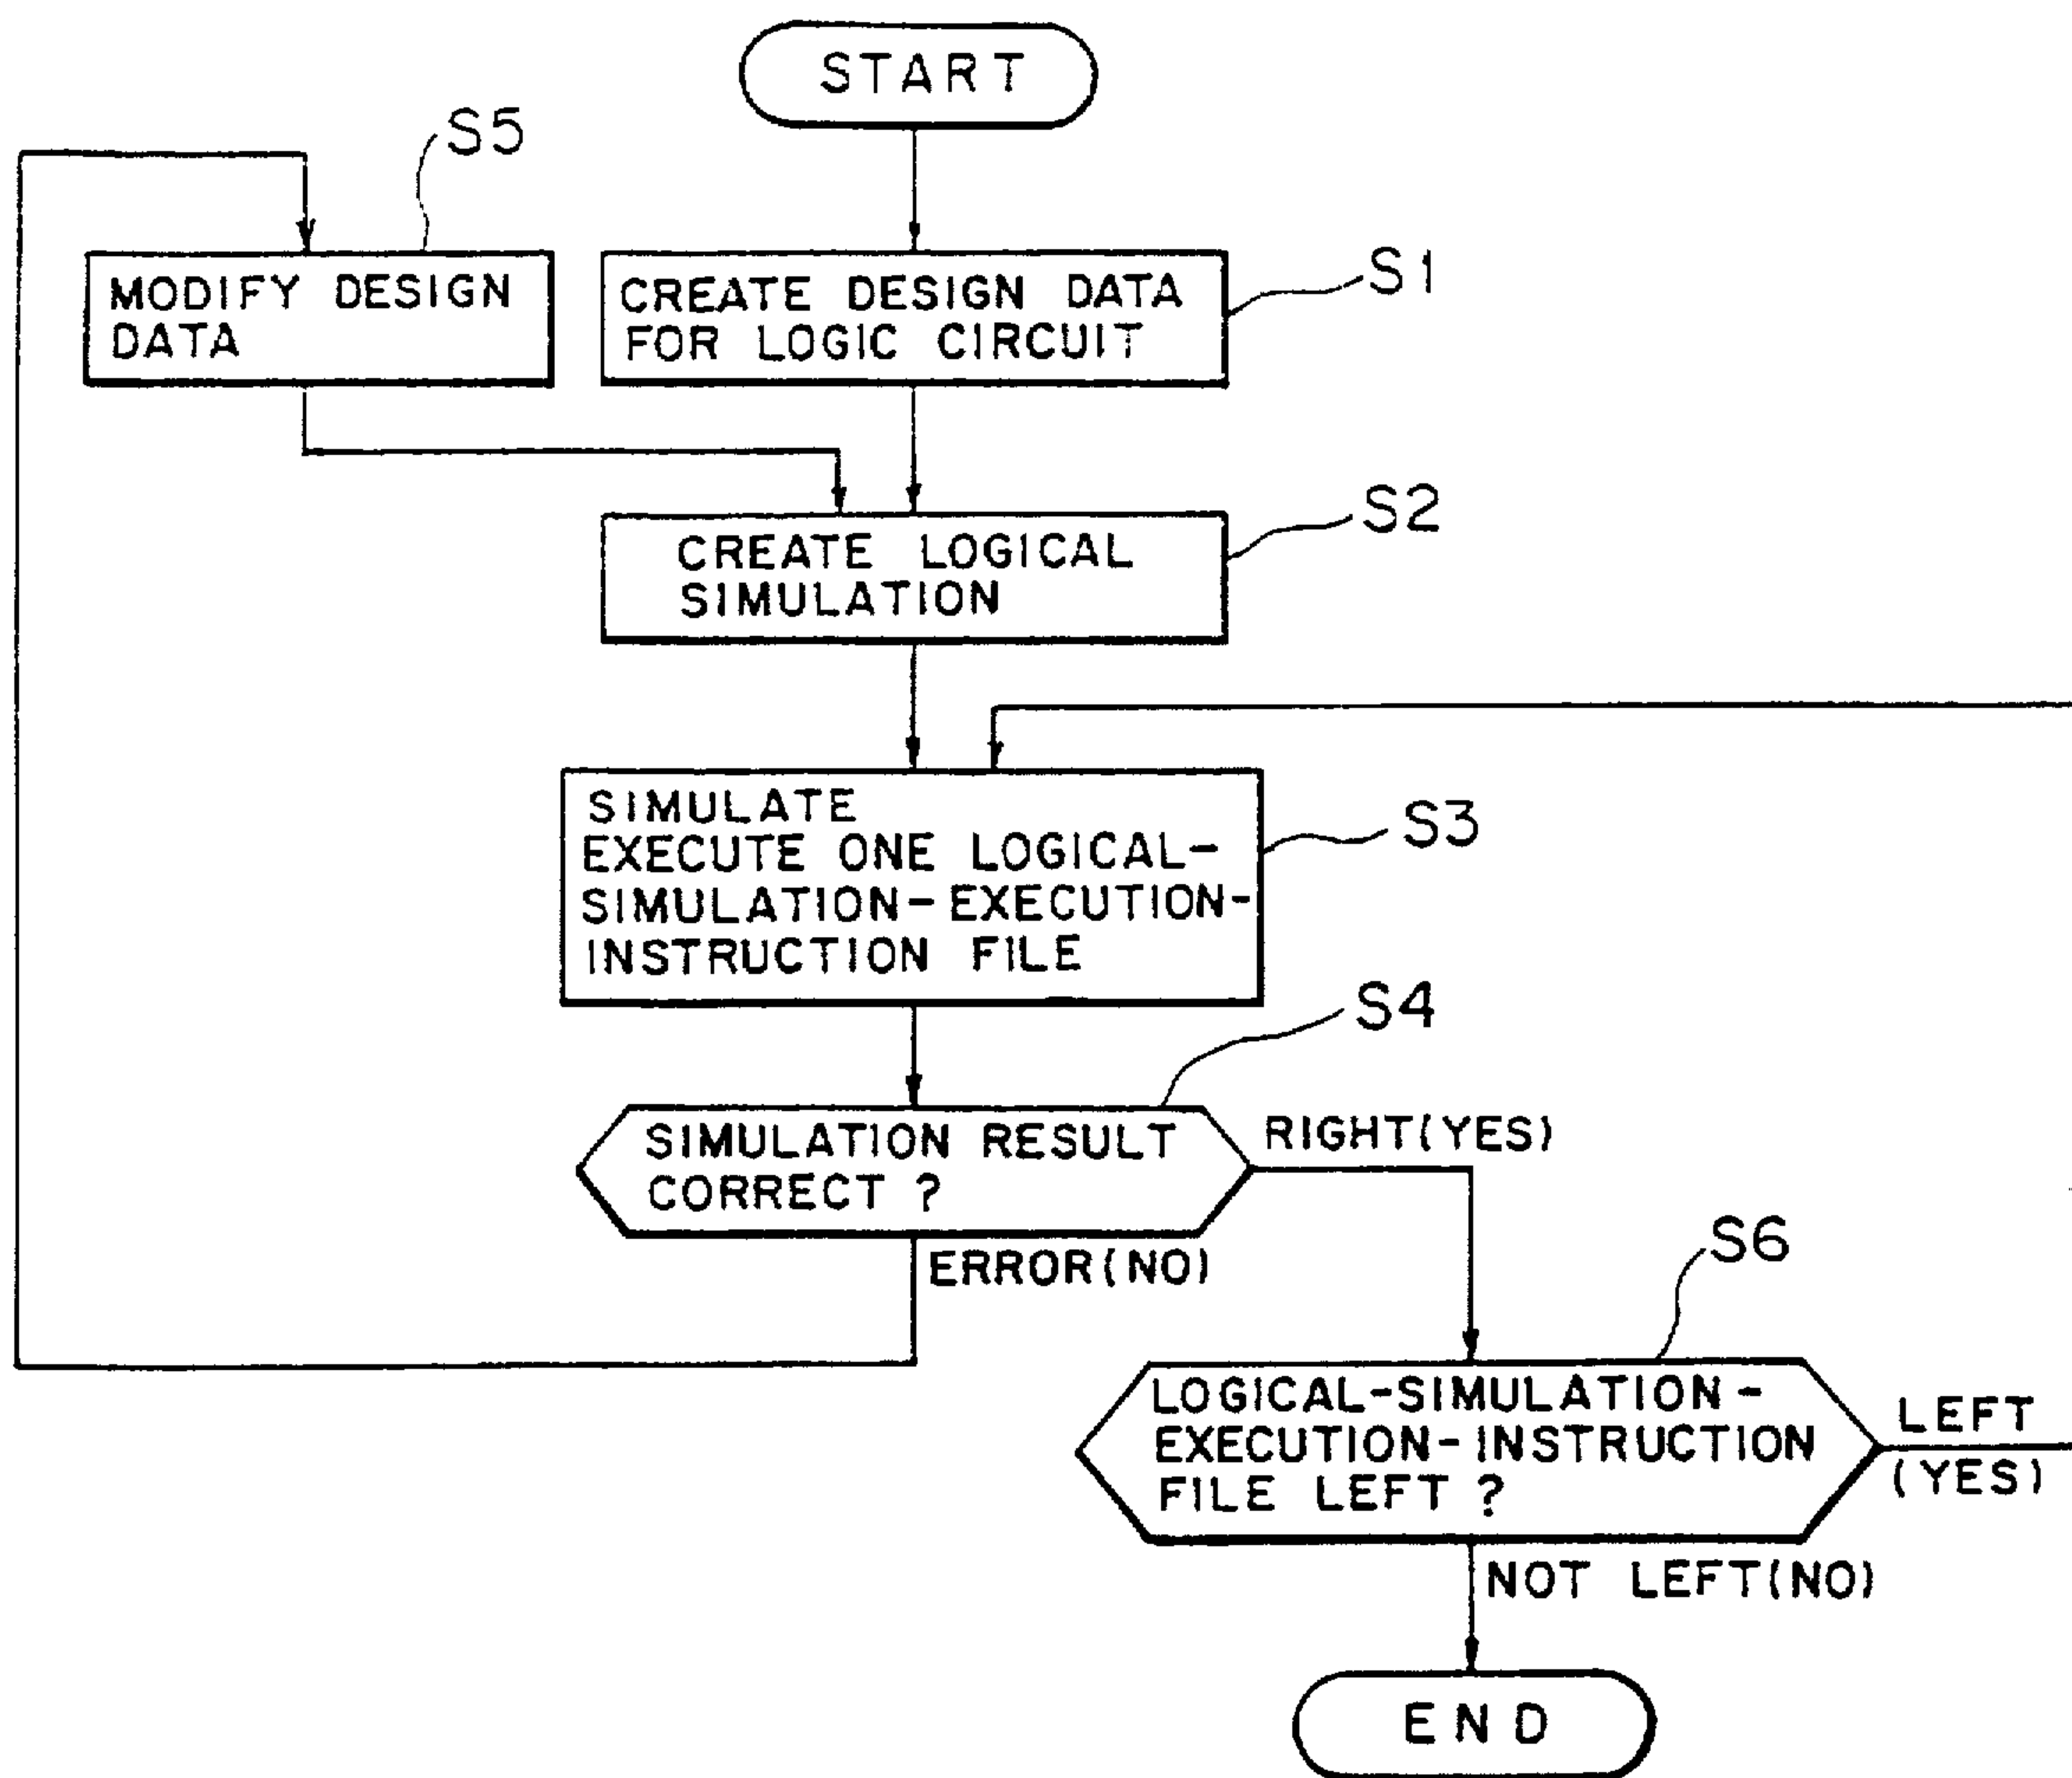 START
S5
MODIFY DESIGN
DATA
CREATE DESIGN DATA
FOR LOGIC CIRCUIT
S1
CREATE LOGICAL
SIMULATION
S2
SIMULATE
EXECUTE ONE LOGICAL-
SIMULATION-EXECUTION-
INSTRUCTION FILE
S3
S4
SIMULATION RESULT
CORRECT ?
RIGHT(YES)
ERROR(NO)
S6
LOGICAL-SIMULATION-
EXECUTION-INSTRUCTION
FILE LEFT ?
LEFT
(YES)
NOT LEFT(NO)
END